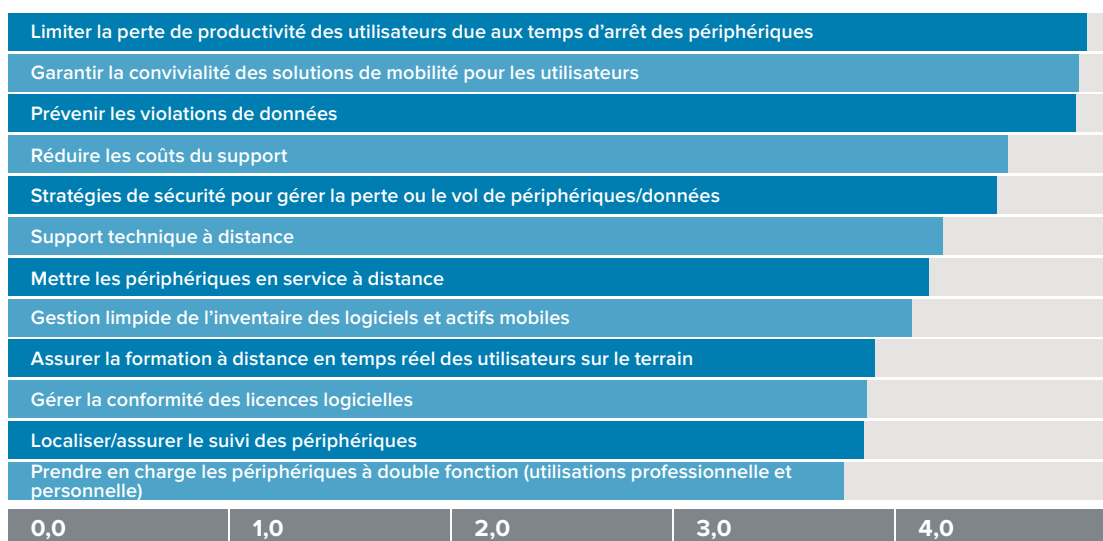 Limiter la perte de productivité des utilisateurs due aux temps d’arrêt des périphériques
Garantir la convivialité des solutions de mobilité pour les utilisateurs
Prévenir les violations de données
Réduire les coûts du support
Stratégies de sécurité pour gérer la perte ou le vol de périphériques/données
Support technique à distance
Mettre les périphériques en service à distance
Gestion limpide de l’inventaire des logiciels et actifs mobiles
Assurer la formation à distance en temps réel des utilisateurs sur le terrain
Gérer la conformité des licences logicielles
Localiser/assurer le suivi des périphériques
Prendre en charge les périphériques à double fonction (utilisations professionnelle et
personnelle)
0,0 1,0 2,0 3,0 4,0